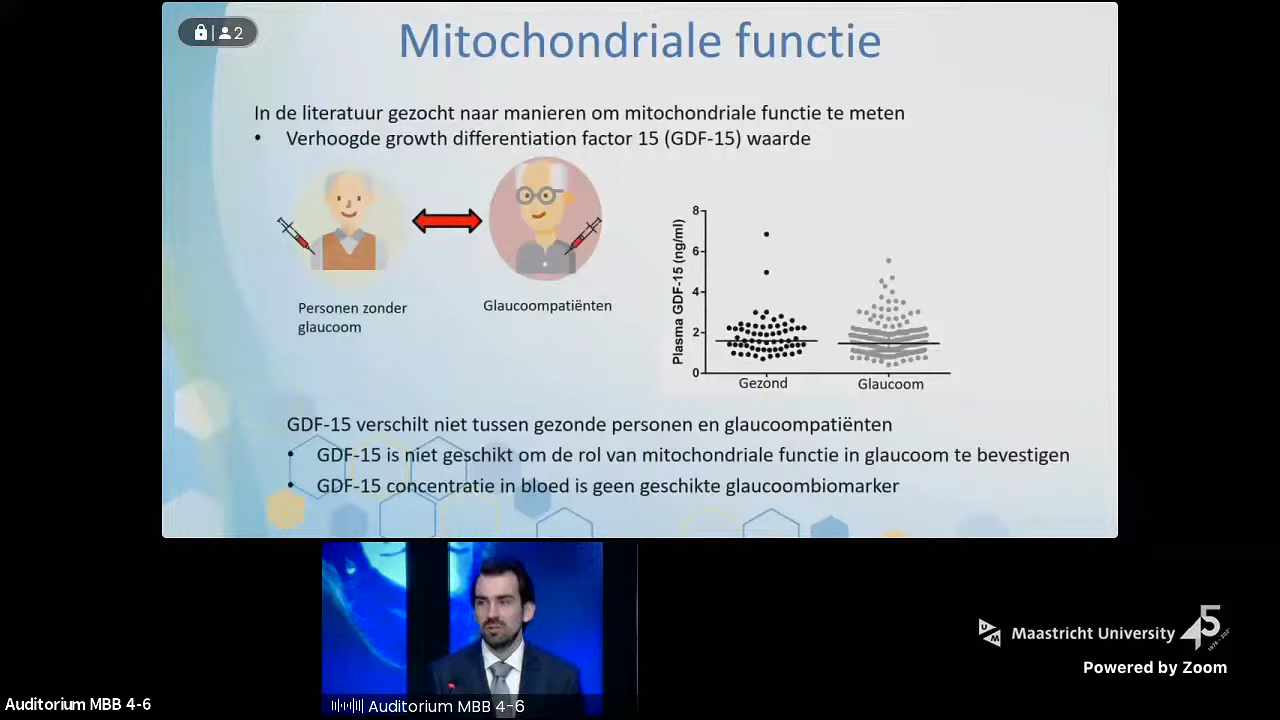 2
Mitochondriale functie
In de literatuur gezocht naar manieren om mitochondriale functie te meten
• Verhoogde growth differentiation factor 15 (GDF-15) waarde
Personen zonder
glaucoom
Glaucoompatiënten
Plasma GDF-15 (ng/ml)
8
6
4
2
0
Gezond
Glaucoom
GDF-15 verschilt niet tussen gezonde personen en glaucoompatiënten
• GDF-15 is niet geschikt om de rol van mitochondriale functie in glaucoom te bevestigen
• GDF-15 concentratie in bloed is geen geschikte glaucoombiomarker
Maastricht University
45
Powered by Zoom
Auditorium MBB 4-6
Auditorium MBB 4-6